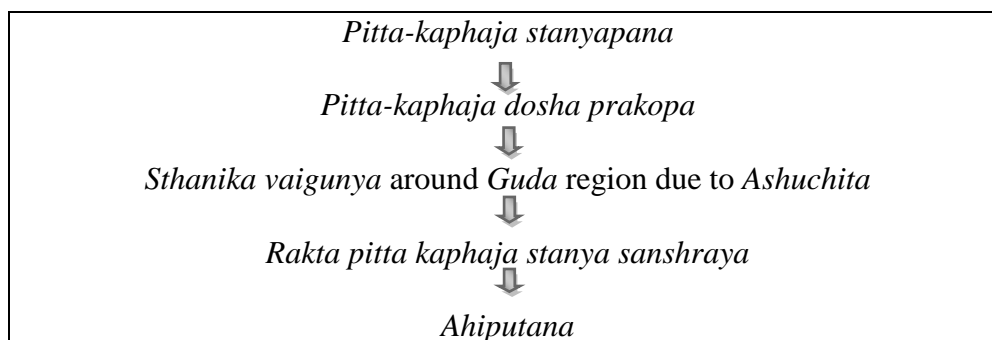 Pitta-kaphaja stanyapana
Pitta-kaphaja dosha prakopa
Sthanika vaigunya around Guda region due to Ashuchita
Rakta pitta kaphaja stanya sanshraya
Ahiputana